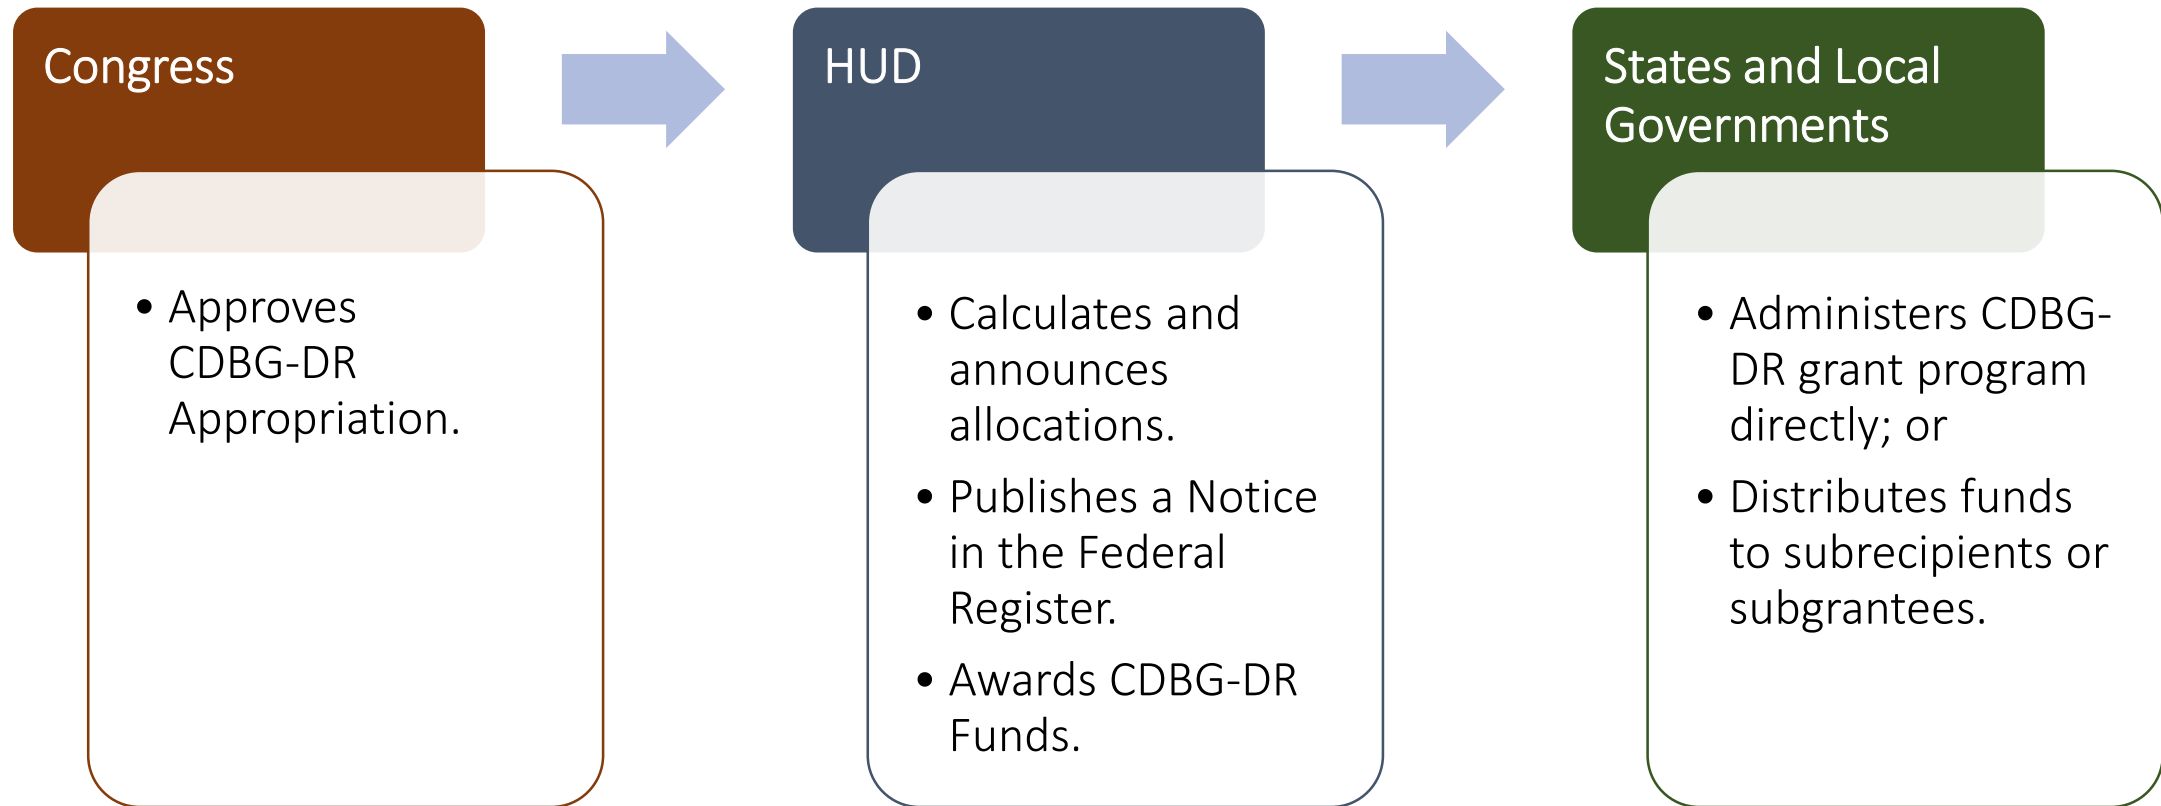 Congress
• Approves
CDBG-DR
Appropriation.
HUD
• Calculates and
announces
allocations.
• Publishes a Notice
in the Federal
Register.
• Awards CDBG-DR
Funds.
States and Local
Governments
• Administers CDBG-
DR grant program
directly; or
• Distributes funds
to subrecipients or
subgrantees.